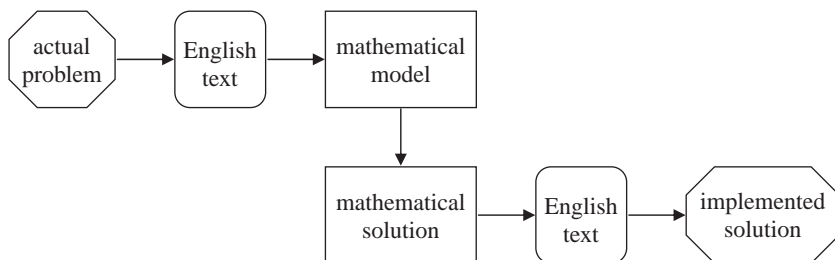 actual
problem
English
text
mathematical
model
mathematical
solution
English
text
implemented
solution